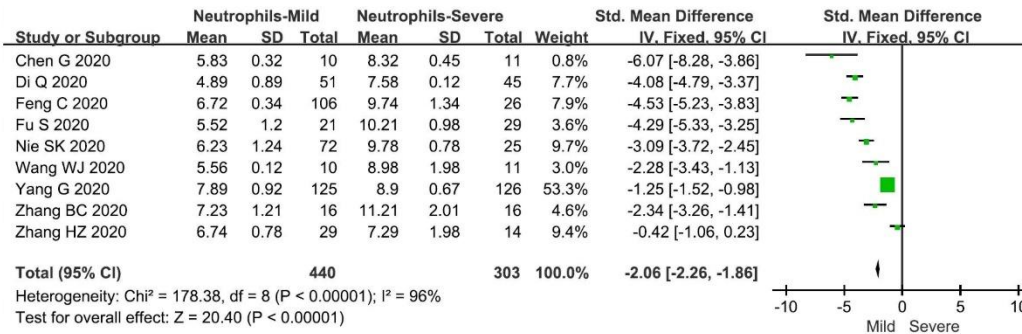 Neutrophils-Mild Neutrophils-Severe Std. Mean Difference Std. Mean Difference
Study or Subgroup Mean SD Total Mean SD Total Weight IV, Fixed, 95% CI IV, Fixed, 95% CI
Chen G 2020 5.83 0.32 10 8.32 0.45 11 0.8% -6.07 [-8.28, -3.86]
Di Q 2020 4.89 0.89 51 7.58 0.12 45 7.7% -4.08 [-4.79, -3.37]
Feng C 2020 6.72 0.34 106 9.74 1.34 26 7.9% -4.53 [-5.23, -3.83]
Fu S 2020 5.52 1.2 21 10.21 0.98 29 3.6% -4.29 [-5.33, -3.25]
Nie SK 2020 6.23 1.24 72 9.78 0.78 25 9.7% -3.09 [-3.72, -2.45]
Wang WJ 2020 5.56 0.12 10 8.98 1.98 11 3.0% -2.28 [-3.43, -1.13]
Yang G 2020 7.89 0.92 125 8.9 0.67 126 53.3% -1.25 [-1.52, -0.98]
Zhang BC 2020 7.23 1.21 16 11.21 2.01 16 4.6% -2.34 [-3.26, -1.41]
Zhang HZ 2020 6.74 0.78 29 7.29 1.98 14 9.4% -0.42 [-1.06, 0.23]
Total (95% CI) 440 303 100.0% -2.06 [-2.26, -1.86]
Heterogeneity: Chi² = 178.38, df = 8 (P < 0.00001); I² = 96%
Test for overall effect: Z = 20.40 (P < 0.00001)
-10 -5 0 5 10
Mild Severe